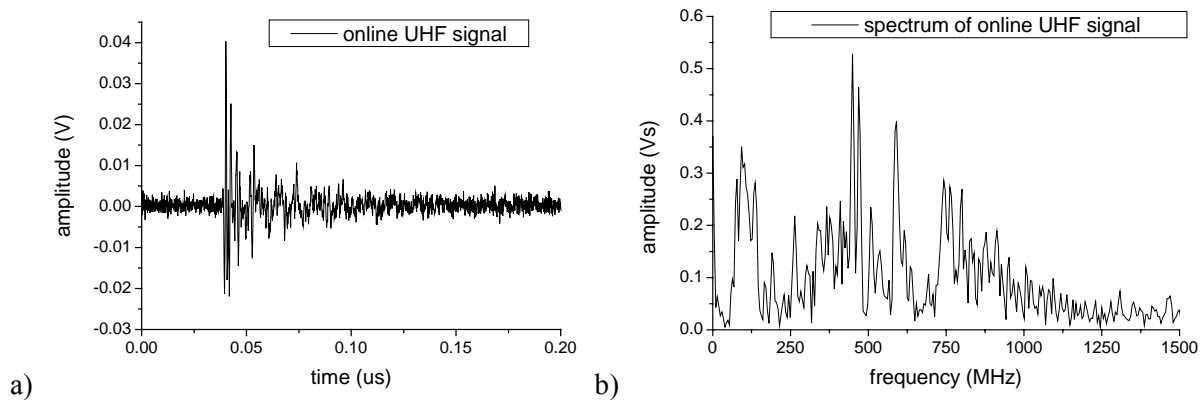 online UHF signal
amplitude (V)
0.04
0.03
0.02
0.01
0.00
-0.01
-0.02
-0.03
0.00 0.05 0.10 0.15 0.20
time (us)
a)
spectrum of online UHF signal
amplitude (Vs)
0.6
0.5
0.4
0.3
0.2
0.1
0.0
0 250 500 750 1000 1250 1500
frequency (MHz)
b)